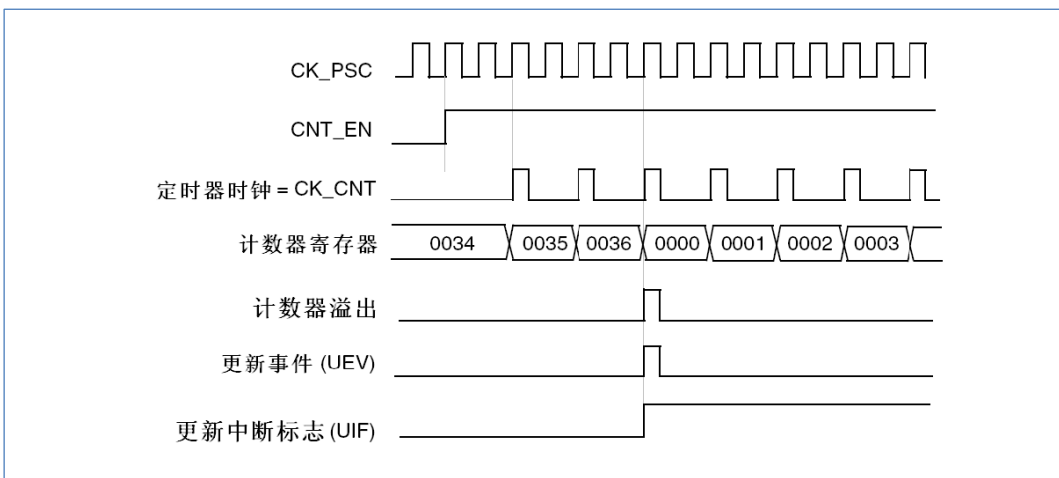 CK_PSC
CNT_EN
定时器时钟 = CK_CNT
计数器寄存器 0034 0035 0036 0000 0001 0002 0003
计数器溢出
更新事件 (UEV)
更新中断标志 (UIF)